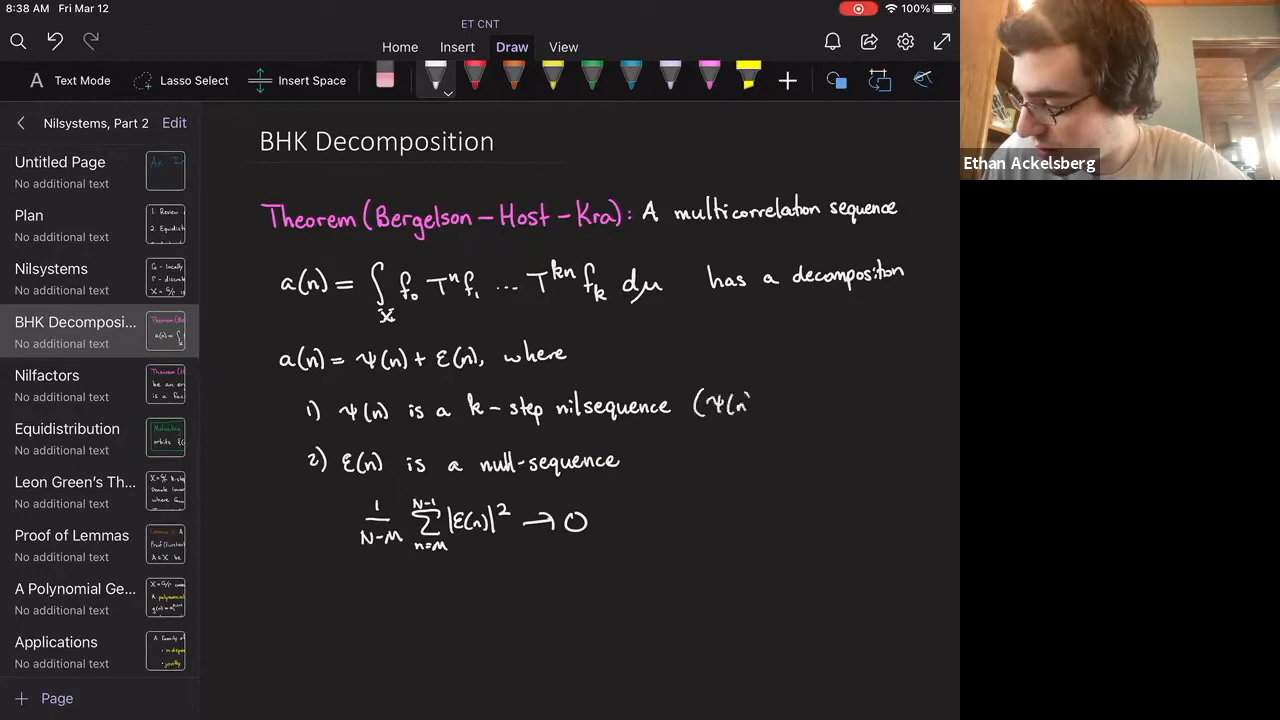 8:38 AM Fri Mar 12
100%
ET CNT
Home Insert Draw View
A Text Mode
Lasso Select
Insert Space
Nilsystems, Part 2 Edit
Untitled Page
No additional text
Plan
No additional text
Nilsystems
No additional text
BHK Decomposi...
No additional text
Nilfactors
No additional text
Equidistribution
No additional text
Leon Green's Th...
No additional text
Proof of Lemmas
No additional text
A Polynomial Ge...
No additional text
Applications
No additional text
+ Page
BHK Decomposition
Theorem (Bergelson – Host – Kra): A multicorrelation sequence
a(n) = ∫_X f₀ Tⁿf₁ ... T^{kn} f_k dμ has a decomposition
a(n) = ψ(n) + ε(n), where
1) ψ(n) is a k-step nilsequence (ψ(n)
2) ε(n) is a null-sequence
1/(N-M) ∑_{n=M}^{N-1} |ε(n)|² → 0
Ethan Ackelsberg